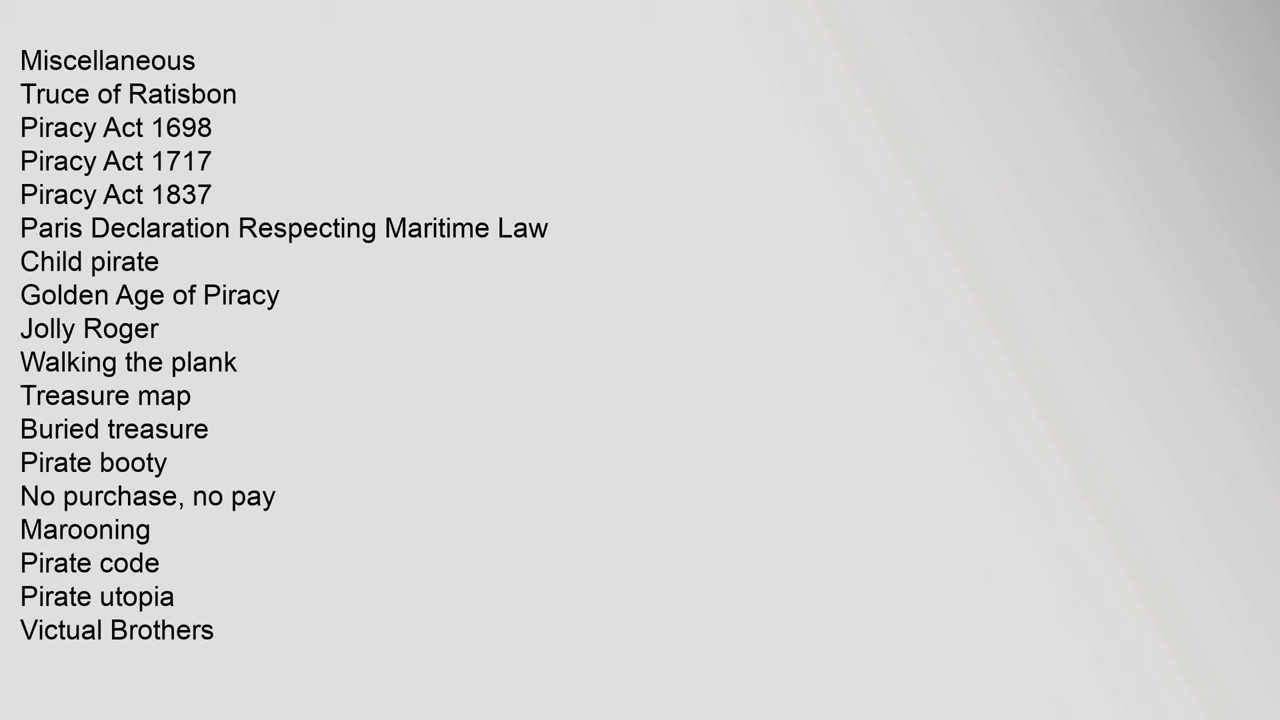 Miscellaneous
Truce of Ratisbon
Piracy Act 1698
Piracy Act 1717
Piracy Act 1837
Paris Declaration Respecting Maritime Law
Child pirate
Golden Age of Piracy
Jolly Roger
Walking the plank
Treasure map
Buried treasure
Pirate booty
No purchase, no pay
Marooning
Pirate code
Pirate utopia
Victual Brothers